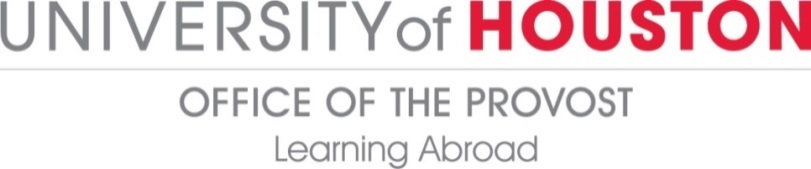 UNIVERSITY of HOUSTON
OFFICE OF THE PROVOST
Learning Abroad